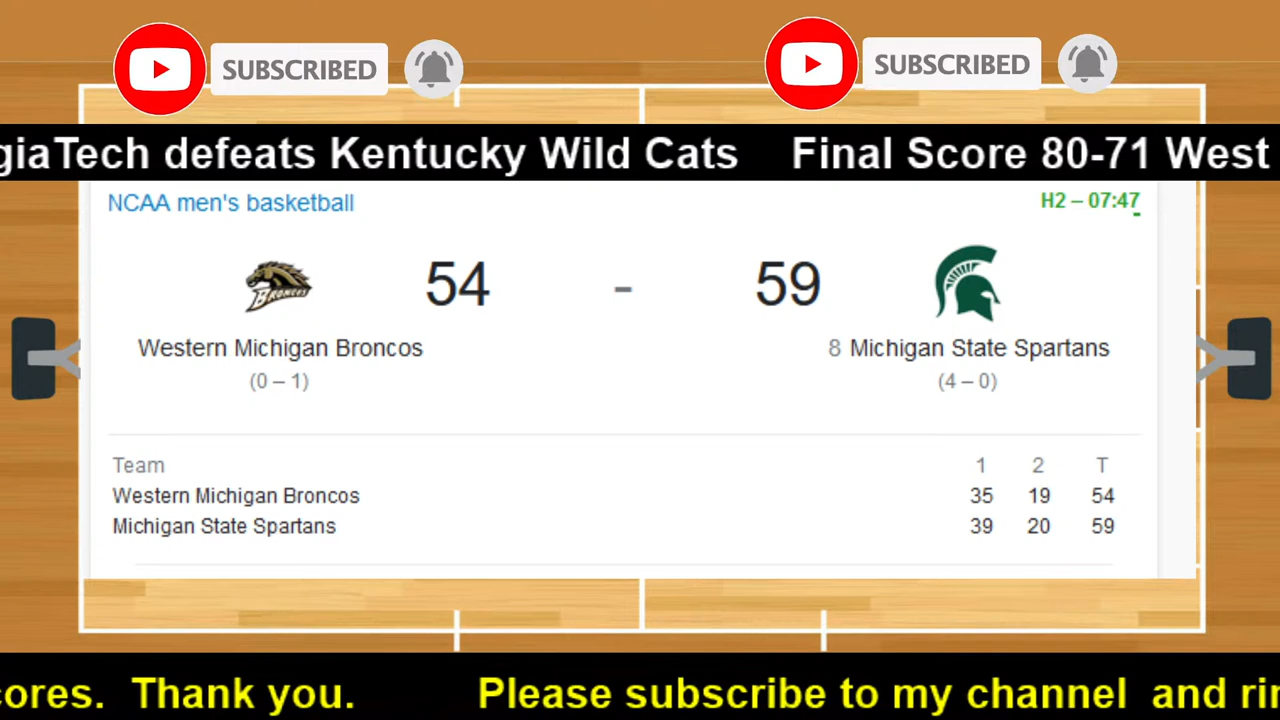 SUBSCRIBED
SUBSCRIBED
giaTech defeats Kentucky Wild Cats Final Score 80-71 West
NCAA men's basketball H2 – 07:47
BRONCOS
54 - 59
Western Michigan Broncos 8 Michigan State Spartans
(0 – 1) (4 – 0)
Team 1 2 T
Western Michigan Broncos 35 19 54
Michigan State Spartans 39 20 59
cores. Thank you. Please subscribe to my channel and rin